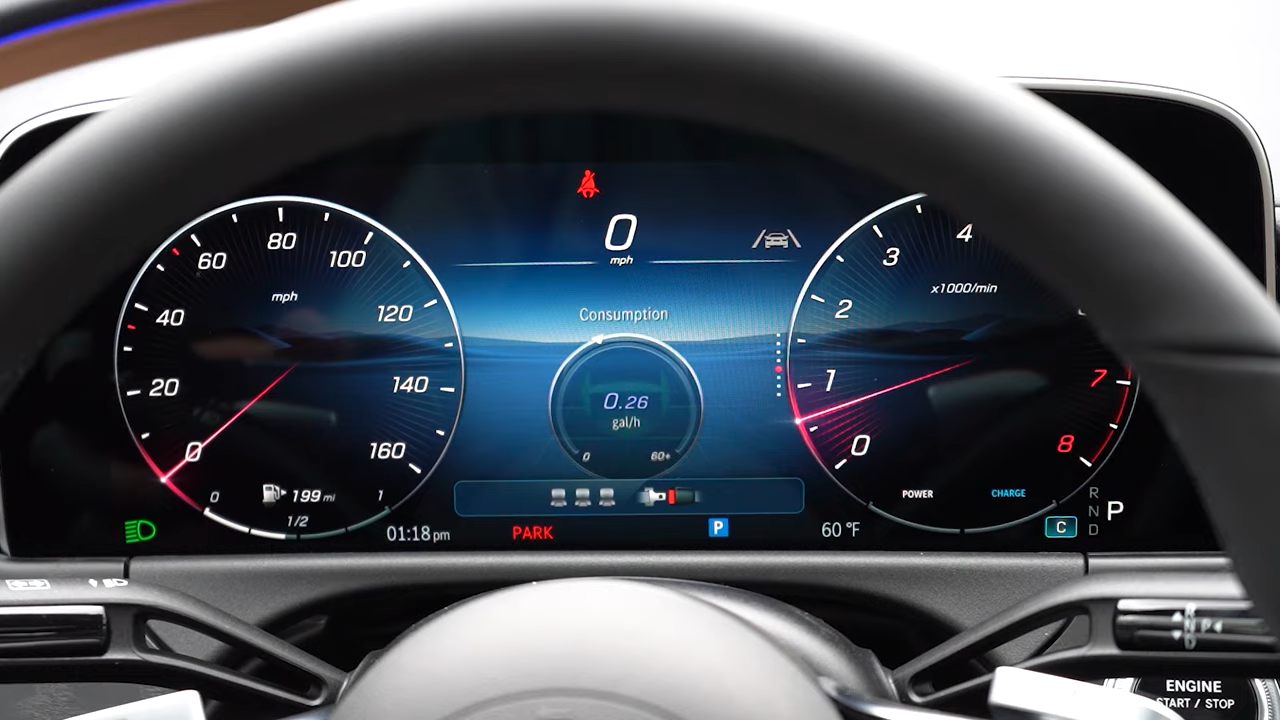 0
mph
Consumption
0.26
gal/h
0
60+
0
20
40
60
80
100
120
140
160
mph
0
199 mi
1
1/2
0
1
2
3
4
7
8
x1000/min
POWER
CHARGE
01:18 pm
PARK
P
60 °F
C
R
N
D
P
R
N
D
P
ENGINE
START / STOP